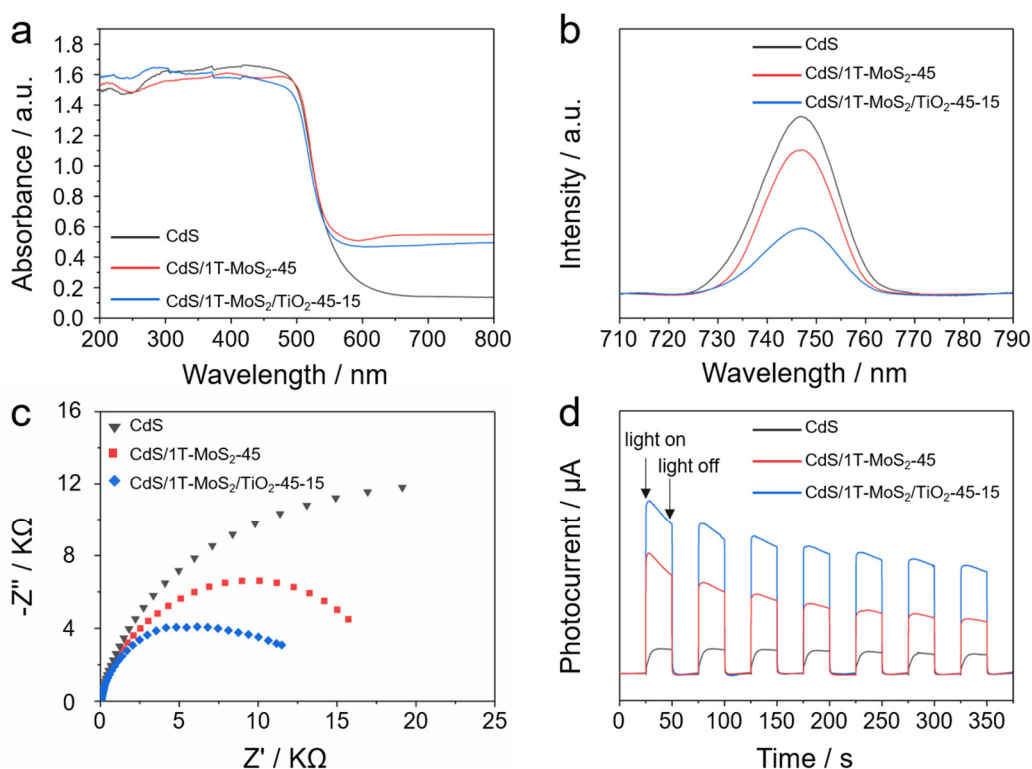 a
1.8
1.6
1.4
1.2
1.0
0.8
0.6
0.4
0.2
0.0
Absorbance / a.u.
CdS
CdS/1T-MoS₂-45
CdS/1T-MoS₂/TiO₂-45-15
200 300 400 500 600 700 800
Wavelength / nm
b
Intensity / a.u.
CdS
CdS/1T-MoS₂-45
CdS/1T-MoS₂/TiO₂-45-15
710 720 730 740 750 760 770 780 790
Wavelength / nm
c
16
12
8
4
0
-Z" / KΩ
CdS
CdS/1T-MoS₂-45
CdS/1T-MoS₂/TiO₂-45-15
0 5 10 15 20 25
Z' / KΩ
d
Photocurrent / μA
light on
light off
CdS
CdS/1T-MoS₂-45
CdS/1T-MoS₂/TiO₂-45-15
0 50 100 150 200 250 300 350
Time / s